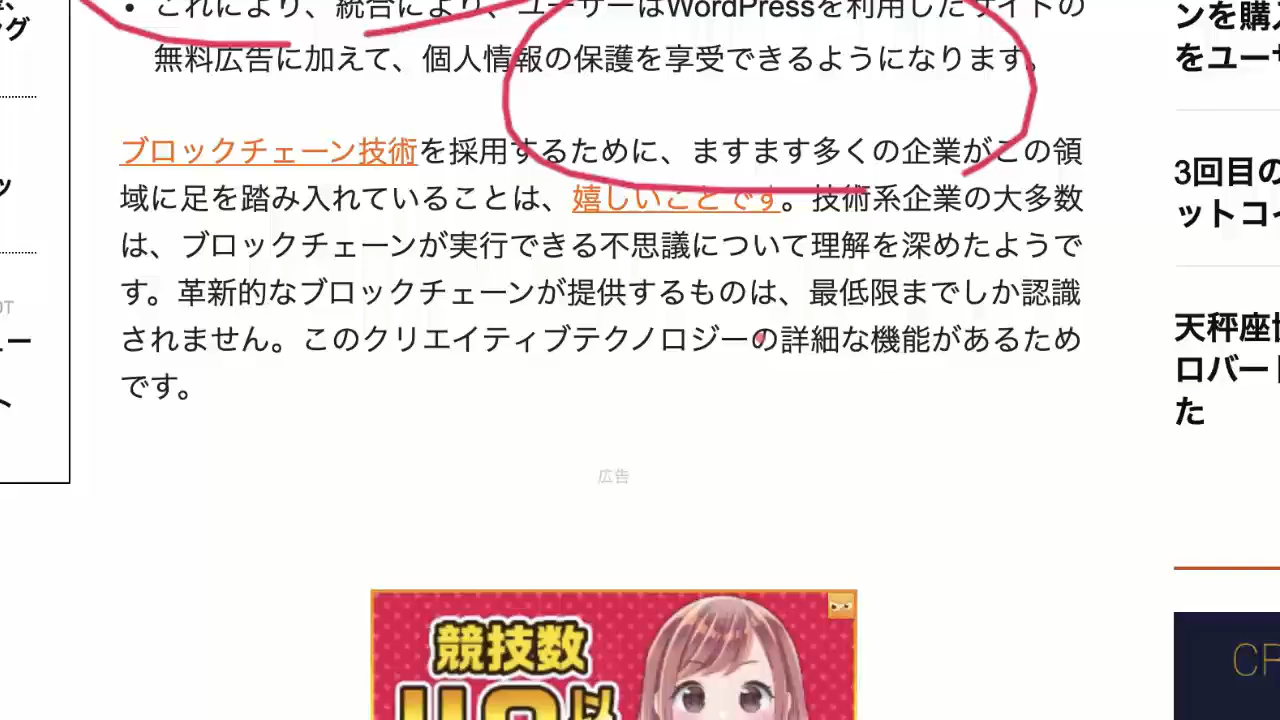 ・これにより、統合により、ユーザーはWordPressを利用したサイトの
無料広告に加えて、個人情報の保護を享受できるようになります。
ブロックチェーン技術を採用するために、ますます多くの企業がこの領
域に足を踏み入れていることは、嬉しいことです。技術系企業の大多数
は、ブロックチェーンが実行できる不思議について理解を深めたようで
す。革新的なブロックチェーンが提供するものは、最低限までしか認識
されません。このクリエイティブテクノロジーの詳細な機能があるため
です。
広告
競技数
ング
ッ
OT
ュー
ト
ンを購入
をユーザ
3回目の
ットコイ
天秤座
ロバート
た